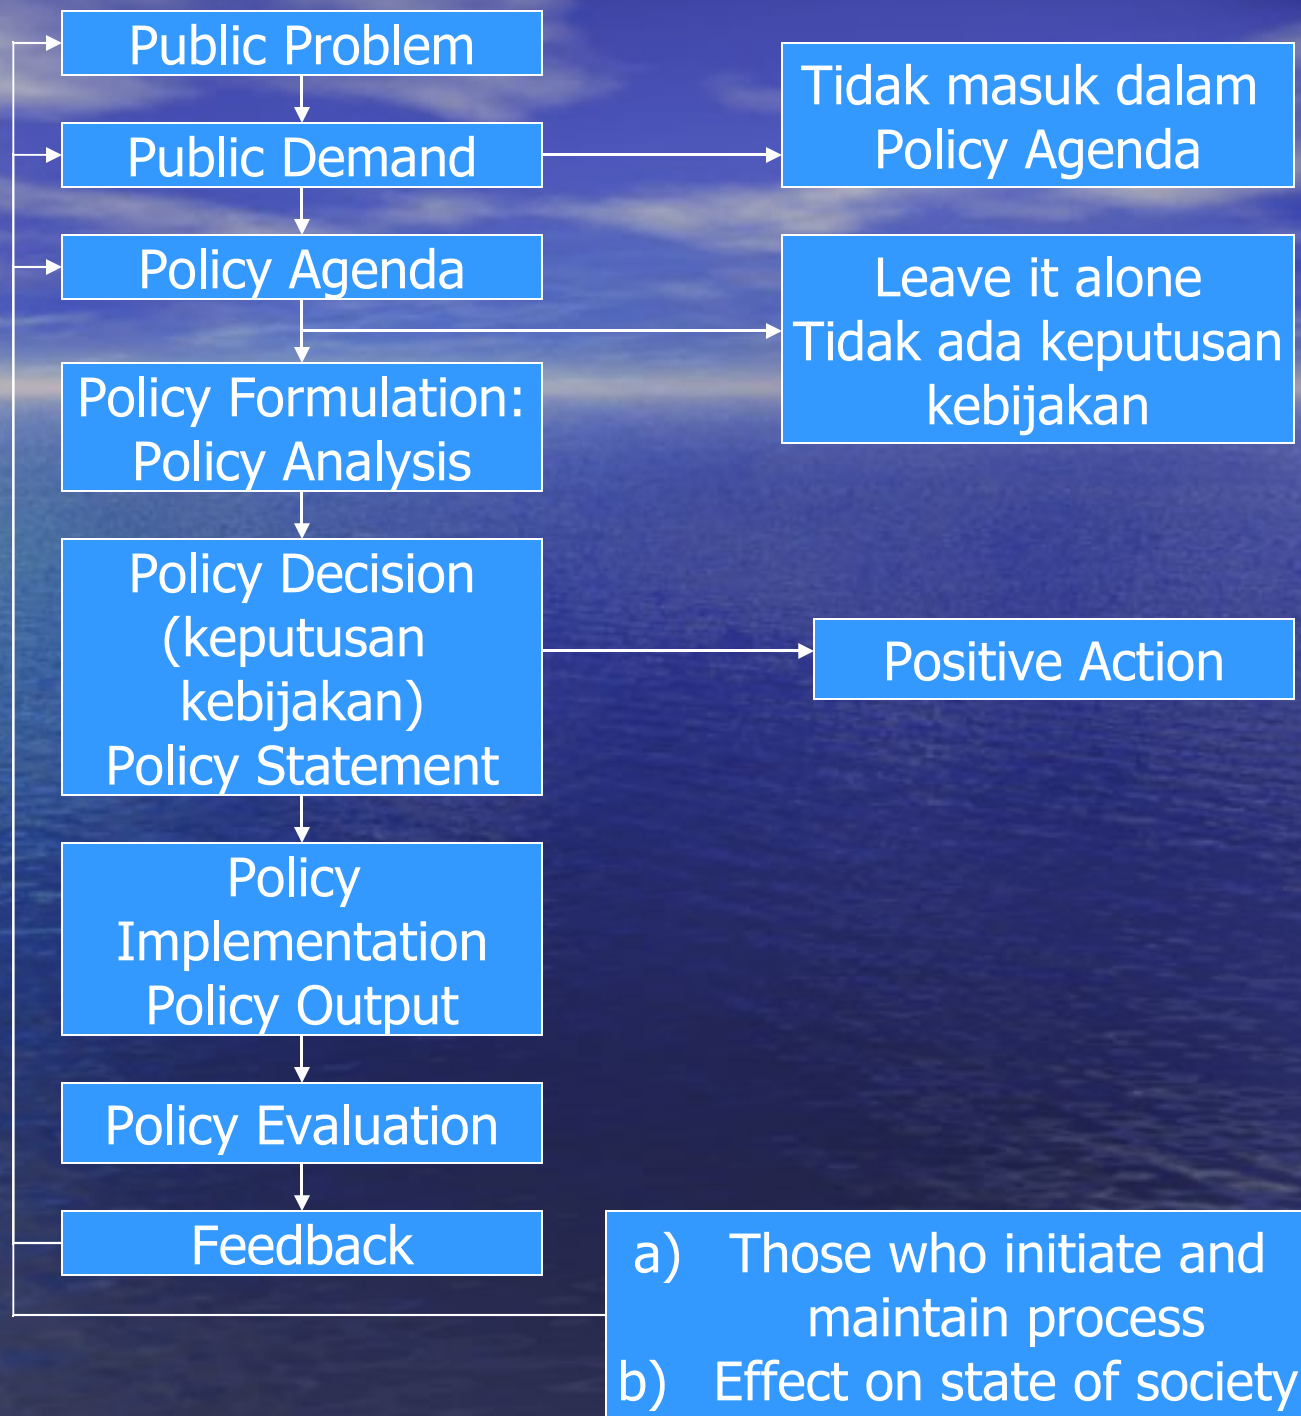 Public Problem
Public Demand
Tidak masuk dalam
Policy Agenda
Policy Agenda
Leave it alone
Tidak ada keputusan
kebijakan
Policy Formulation:
Policy Analysis
Policy Decision
(keputusan
kebijakan)
Policy Statement
Positive Action
Policy
Implementation
Policy Output
Policy Evaluation
Feedback
a) Those who initiate and
maintain process
b) Effect on state of society